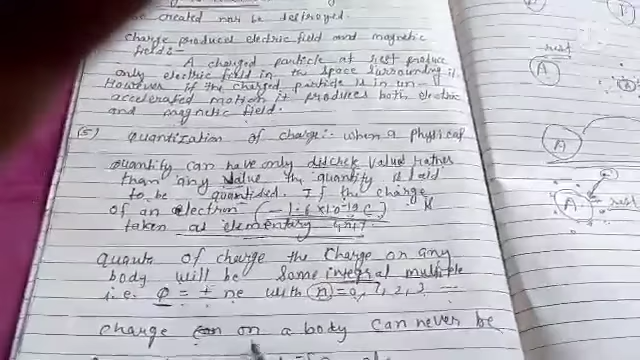 created nor be destroyed.
charge produced electric field and magnetic
field :-
A charged particle at rest produce
only electric field in the space surrounding it.
However if the charged particle is in un-
accelerated motion it produces both electric
and magnetic field.
(5) Quantization of charge :- when a physical
quantity can have only discrek value rather
than any value the quantity is said
to be quantised. If the charge
of an electron (-1.6 x 10-19 C) is
taken as elementary
quanta of charge the charge on any
body will be some integral multiple
i.e. Q = ± ne with n = 0, 1, 2, 3 ---
charge on a body can never be
A
rest
A
A
A
rest